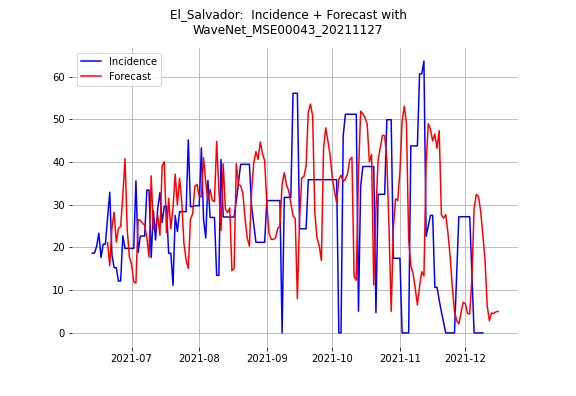 El_Salvador:  Incidence + Forecast with
WaveNet_MSE00043_20211127
Incidence
Forecast
60
50
40
30
20
10
0
2021-07 2021-08 2021-09 2021-10 2021-11 2021-12